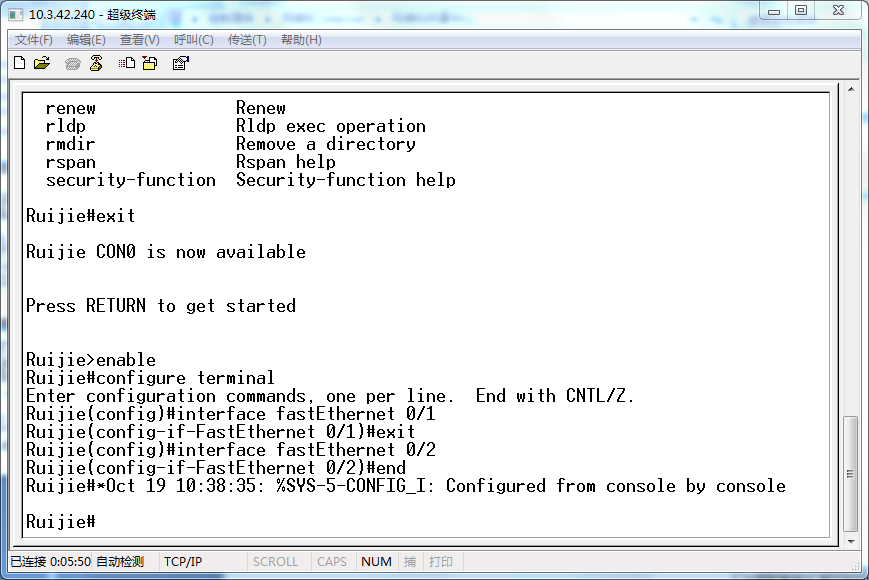 10.3.42.240 - 超级终端
文件(F) 编辑(E) 查看(V) 呼叫(C) 传送(T) 帮助(H)
renew Renew
rldp Rldp exec operation
rmdir Remove a directory
rspan Rspan help
security-function Security-function help
Ruijie#exit
Ruijie CON0 is now available
Press RETURN to get started
Ruijie>enable
Ruijie#configure terminal
Enter configuration commands, one per line.  End with CNTL/Z.
Ruijie(config)#interface fastEthernet 0/1
Ruijie(config-if-FastEthernet 0/1)#exit
Ruijie(config)#interface fastEthernet 0/2
Ruijie(config-if-FastEthernet 0/2)#end
Ruijie#*Oct 19 10:38:35: %SYS-5-CONFIG_I: Configured from console by console
Ruijie#
已连接 0:05:50 自动检测 TCP/IP SCROLL CAPS NUM 捕 打印